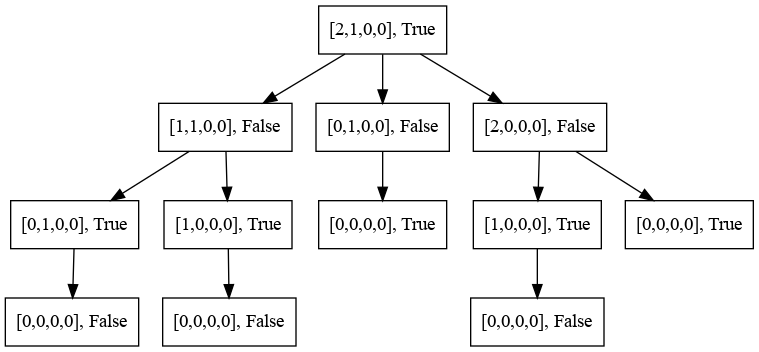 [2,1,0,0], True
[1,1,0,0], False
[0,1,0,0], False
[2,0,0,0], False
[0,1,0,0], True
[1,0,0,0], True
[0,0,0,0], True
[1,0,0,0], True
[0,0,0,0], True
[0,0,0,0], False
[0,0,0,0], False
[0,0,0,0], False